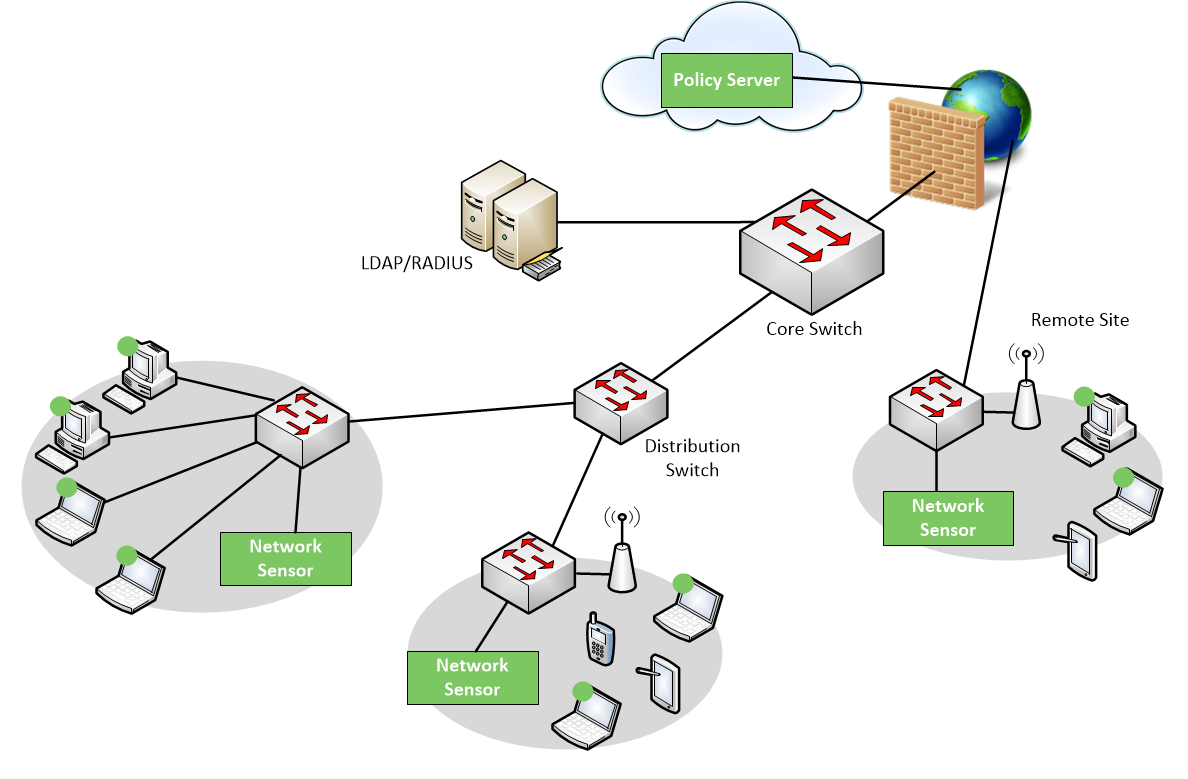 Policy Server
LDAP/RADIUS
Core Switch
Remote Site
Distribution
Switch
Network
Sensor
Network
Sensor
Network
Sensor